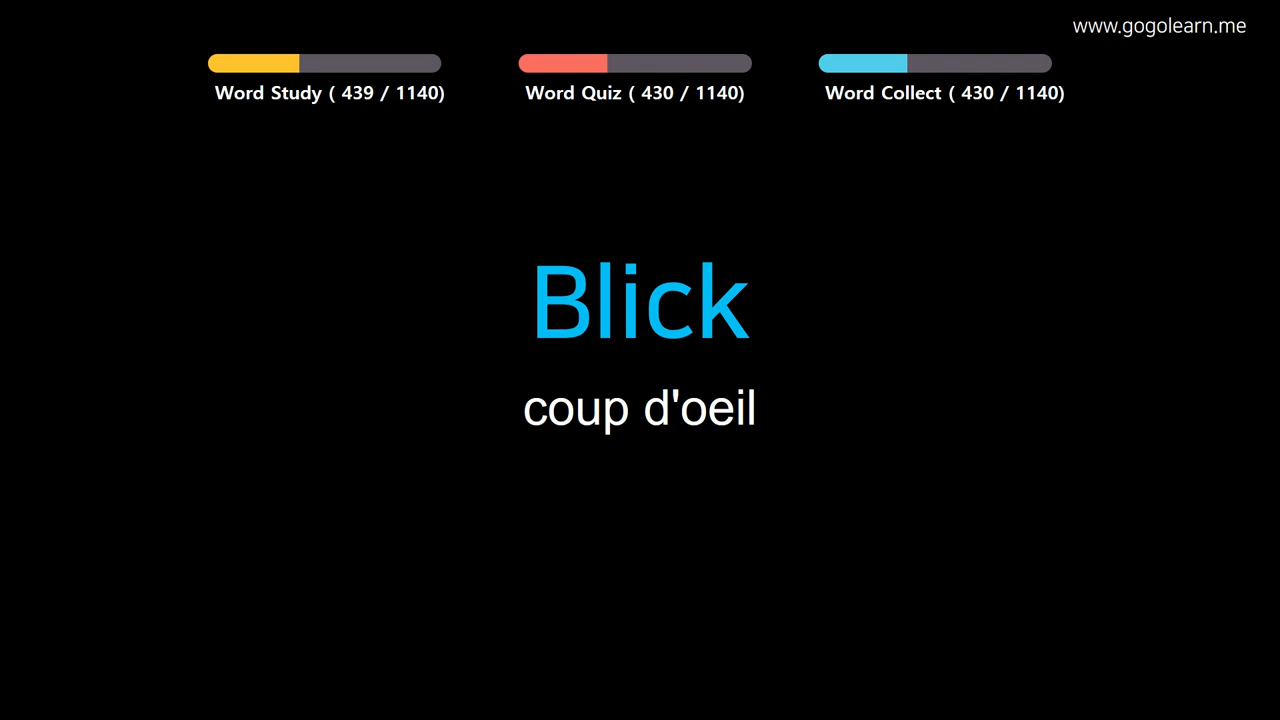 www.gogolearn.me
Word Study ( 439 / 1140)
Word Quiz ( 430 / 1140)
Word Collect ( 430 / 1140)
Blick
coup d'oeil